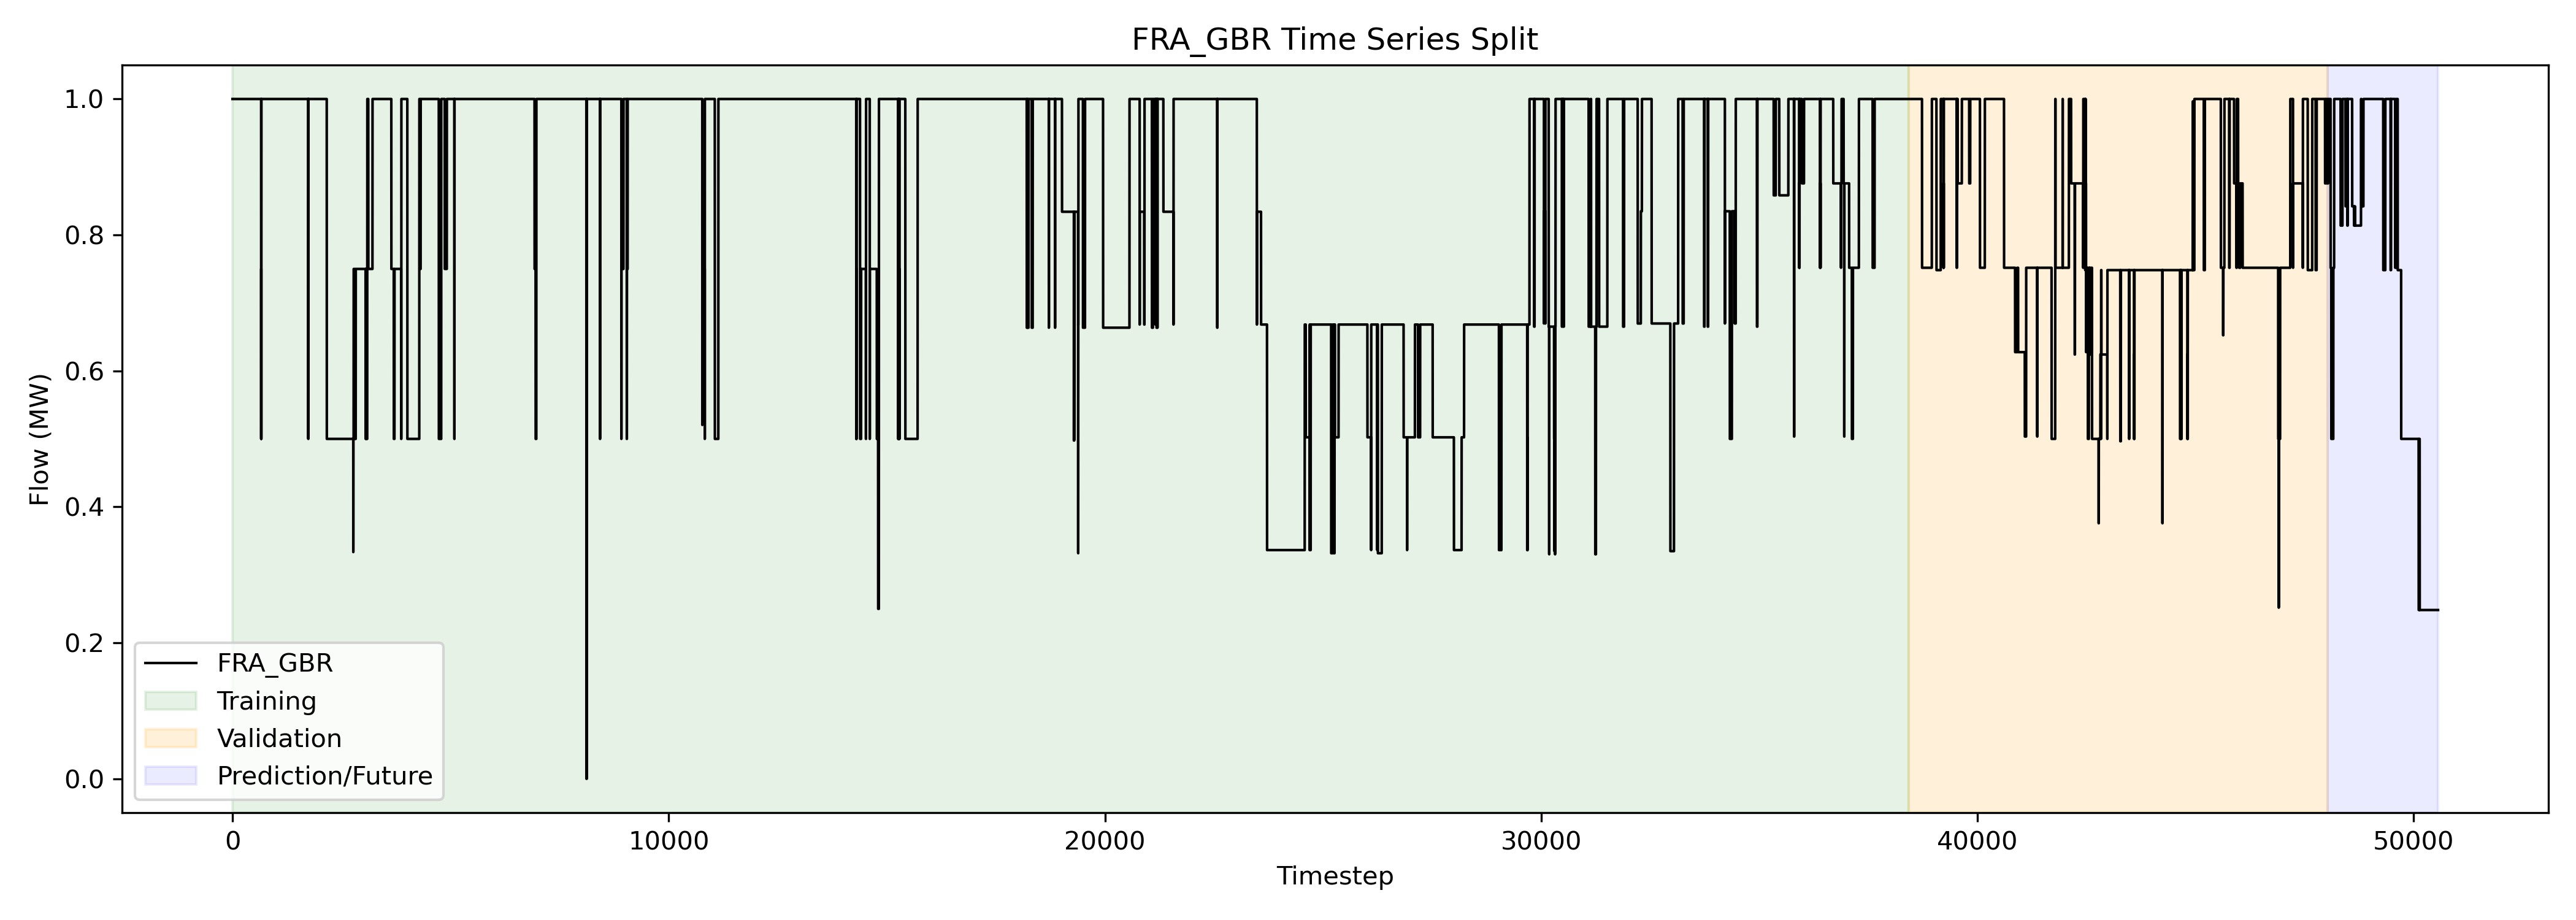 FRA_GBR Time Series Split
Flow (MW)
1.0
0.8
0.6
0.4
0.2
0.0
FRA_GBR
Training
Validation
Prediction/Future
0 10000 20000 30000 40000 50000
Timestep